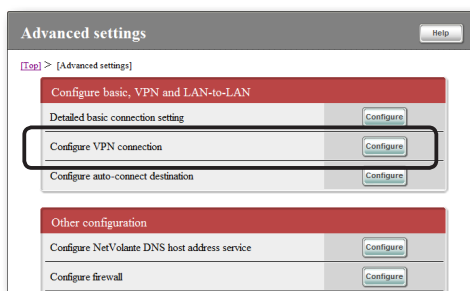 Advanced settings Help
[Top] > [Advanced settings]
Configure basic, VPN and LAN-to-LAN
Detailed basic connection setting Configure
Configure VPN connection Configure
Configure auto-connect destination Configure
Other configuration
Configure NetVolante DNS host address service Configure
Configure firewall Configure